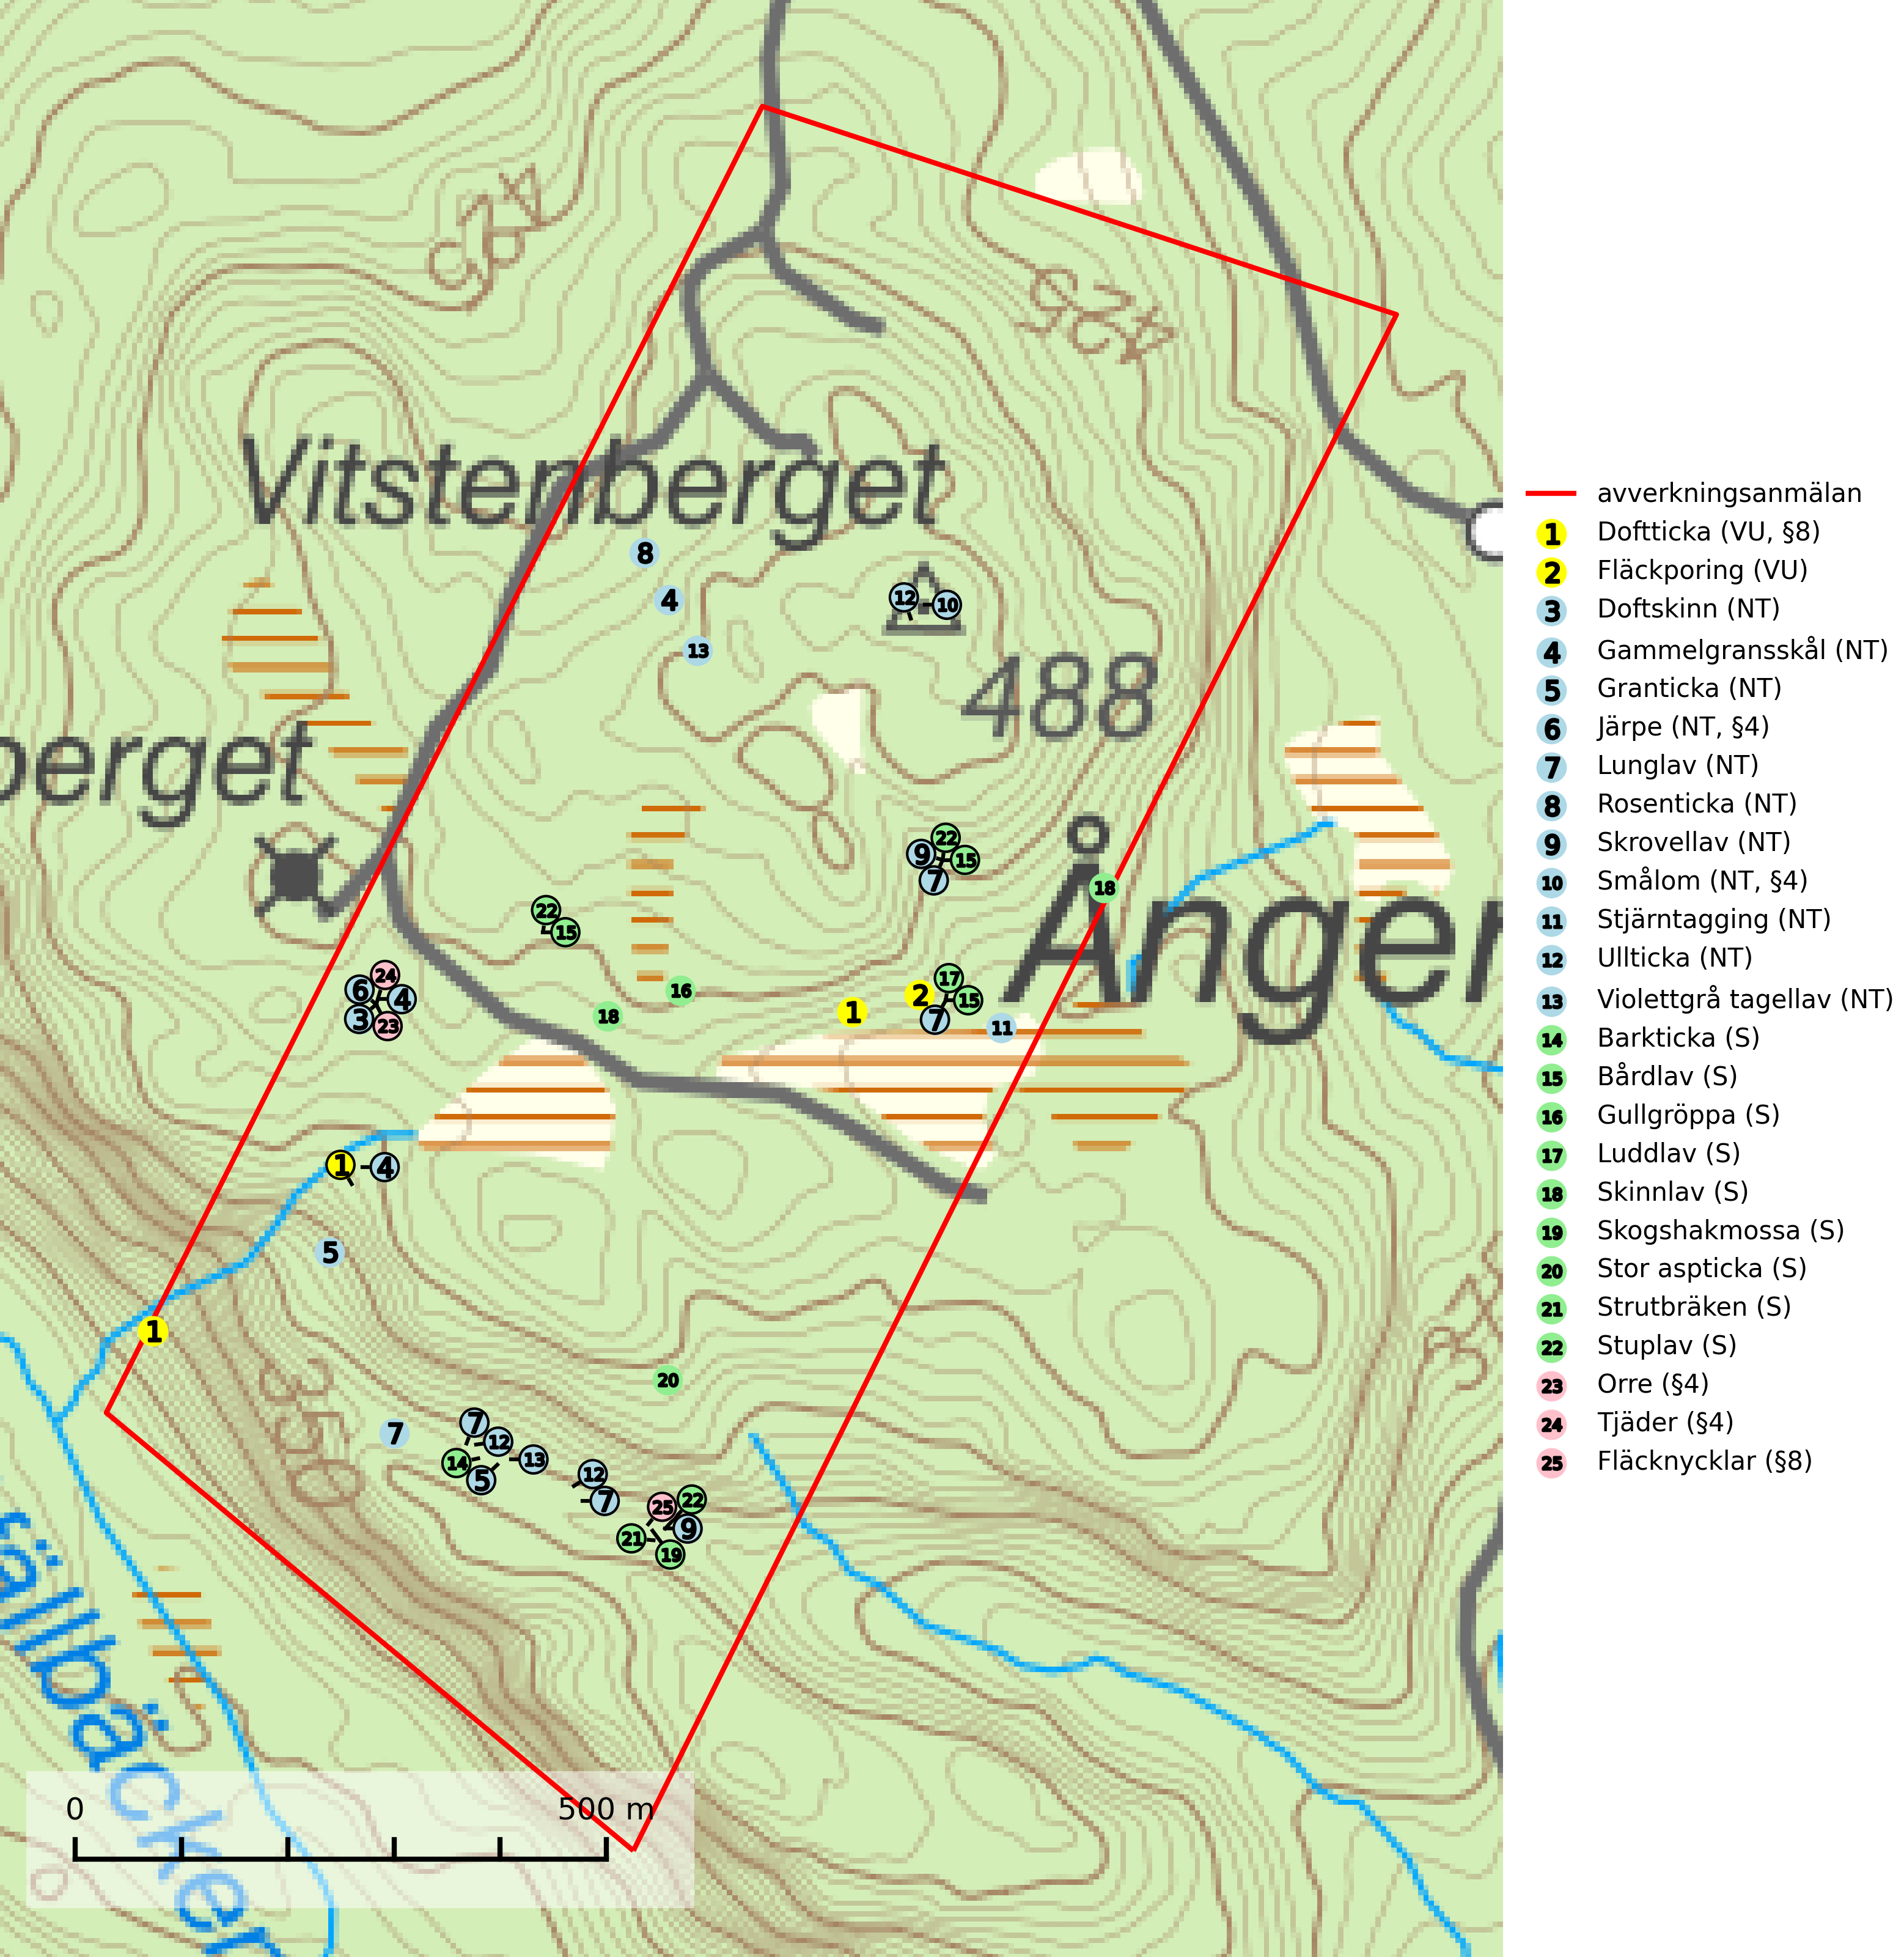 425
Vitstenberget
8
4
13
12
10
488
berget
Ånger
22
9
15
7
18
22
15
24
6
4
3
23
16
18
1
2
17
15
7
11
1
4
5
1
350
20
7
7
12
14
13
5
12
7
25
22
9
21
19
ällbäcken
0
500 m
avverkningsanmälan
1 Doftticka (VU, §8)
2 Fläckporing (VU)
3 Doftskinn (NT)
4 Gammelgransskål (NT)
5 Granticka (NT)
6 Järpe (NT, §4)
7 Lunglav (NT)
8 Rosenticka (NT)
9 Skrovellav (NT)
10 Smålom (NT, §4)
11 Stjärntagging (NT)
12 Ullticka (NT)
13 Violettgrå tagellav (NT)
14 Barkticka (S)
15 Bårdlav (S)
16 Gullgröppa (S)
17 Luddlav (S)
18 Skinnlav (S)
19 Skogshakmossa (S)
20 Stor aspticka (S)
21 Strutbräken (S)
22 Stuplav (S)
23 Orre (§4)
24 Tjäder (§4)
25 Fläcknycklar (§8)